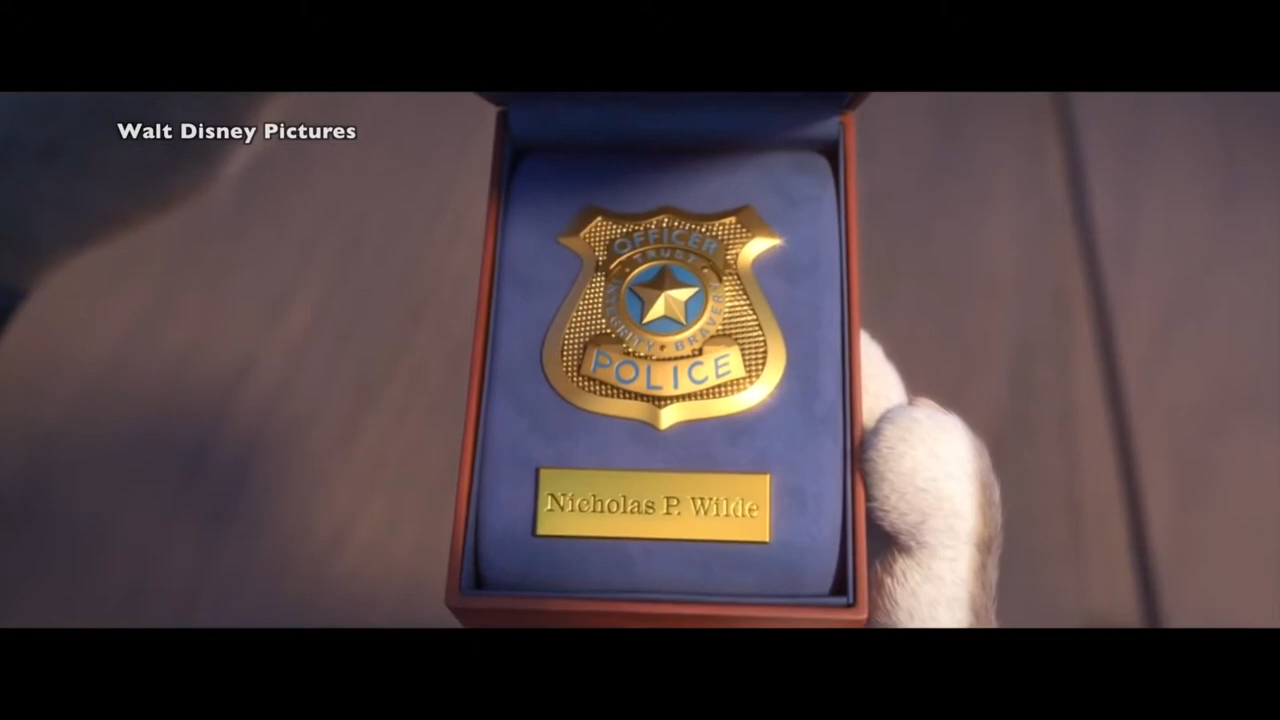 Walt Disney Pictures
OFFICER
TRUST
INTEGRITY • BRAVERY
POLICE
Nicholas P. Wilde